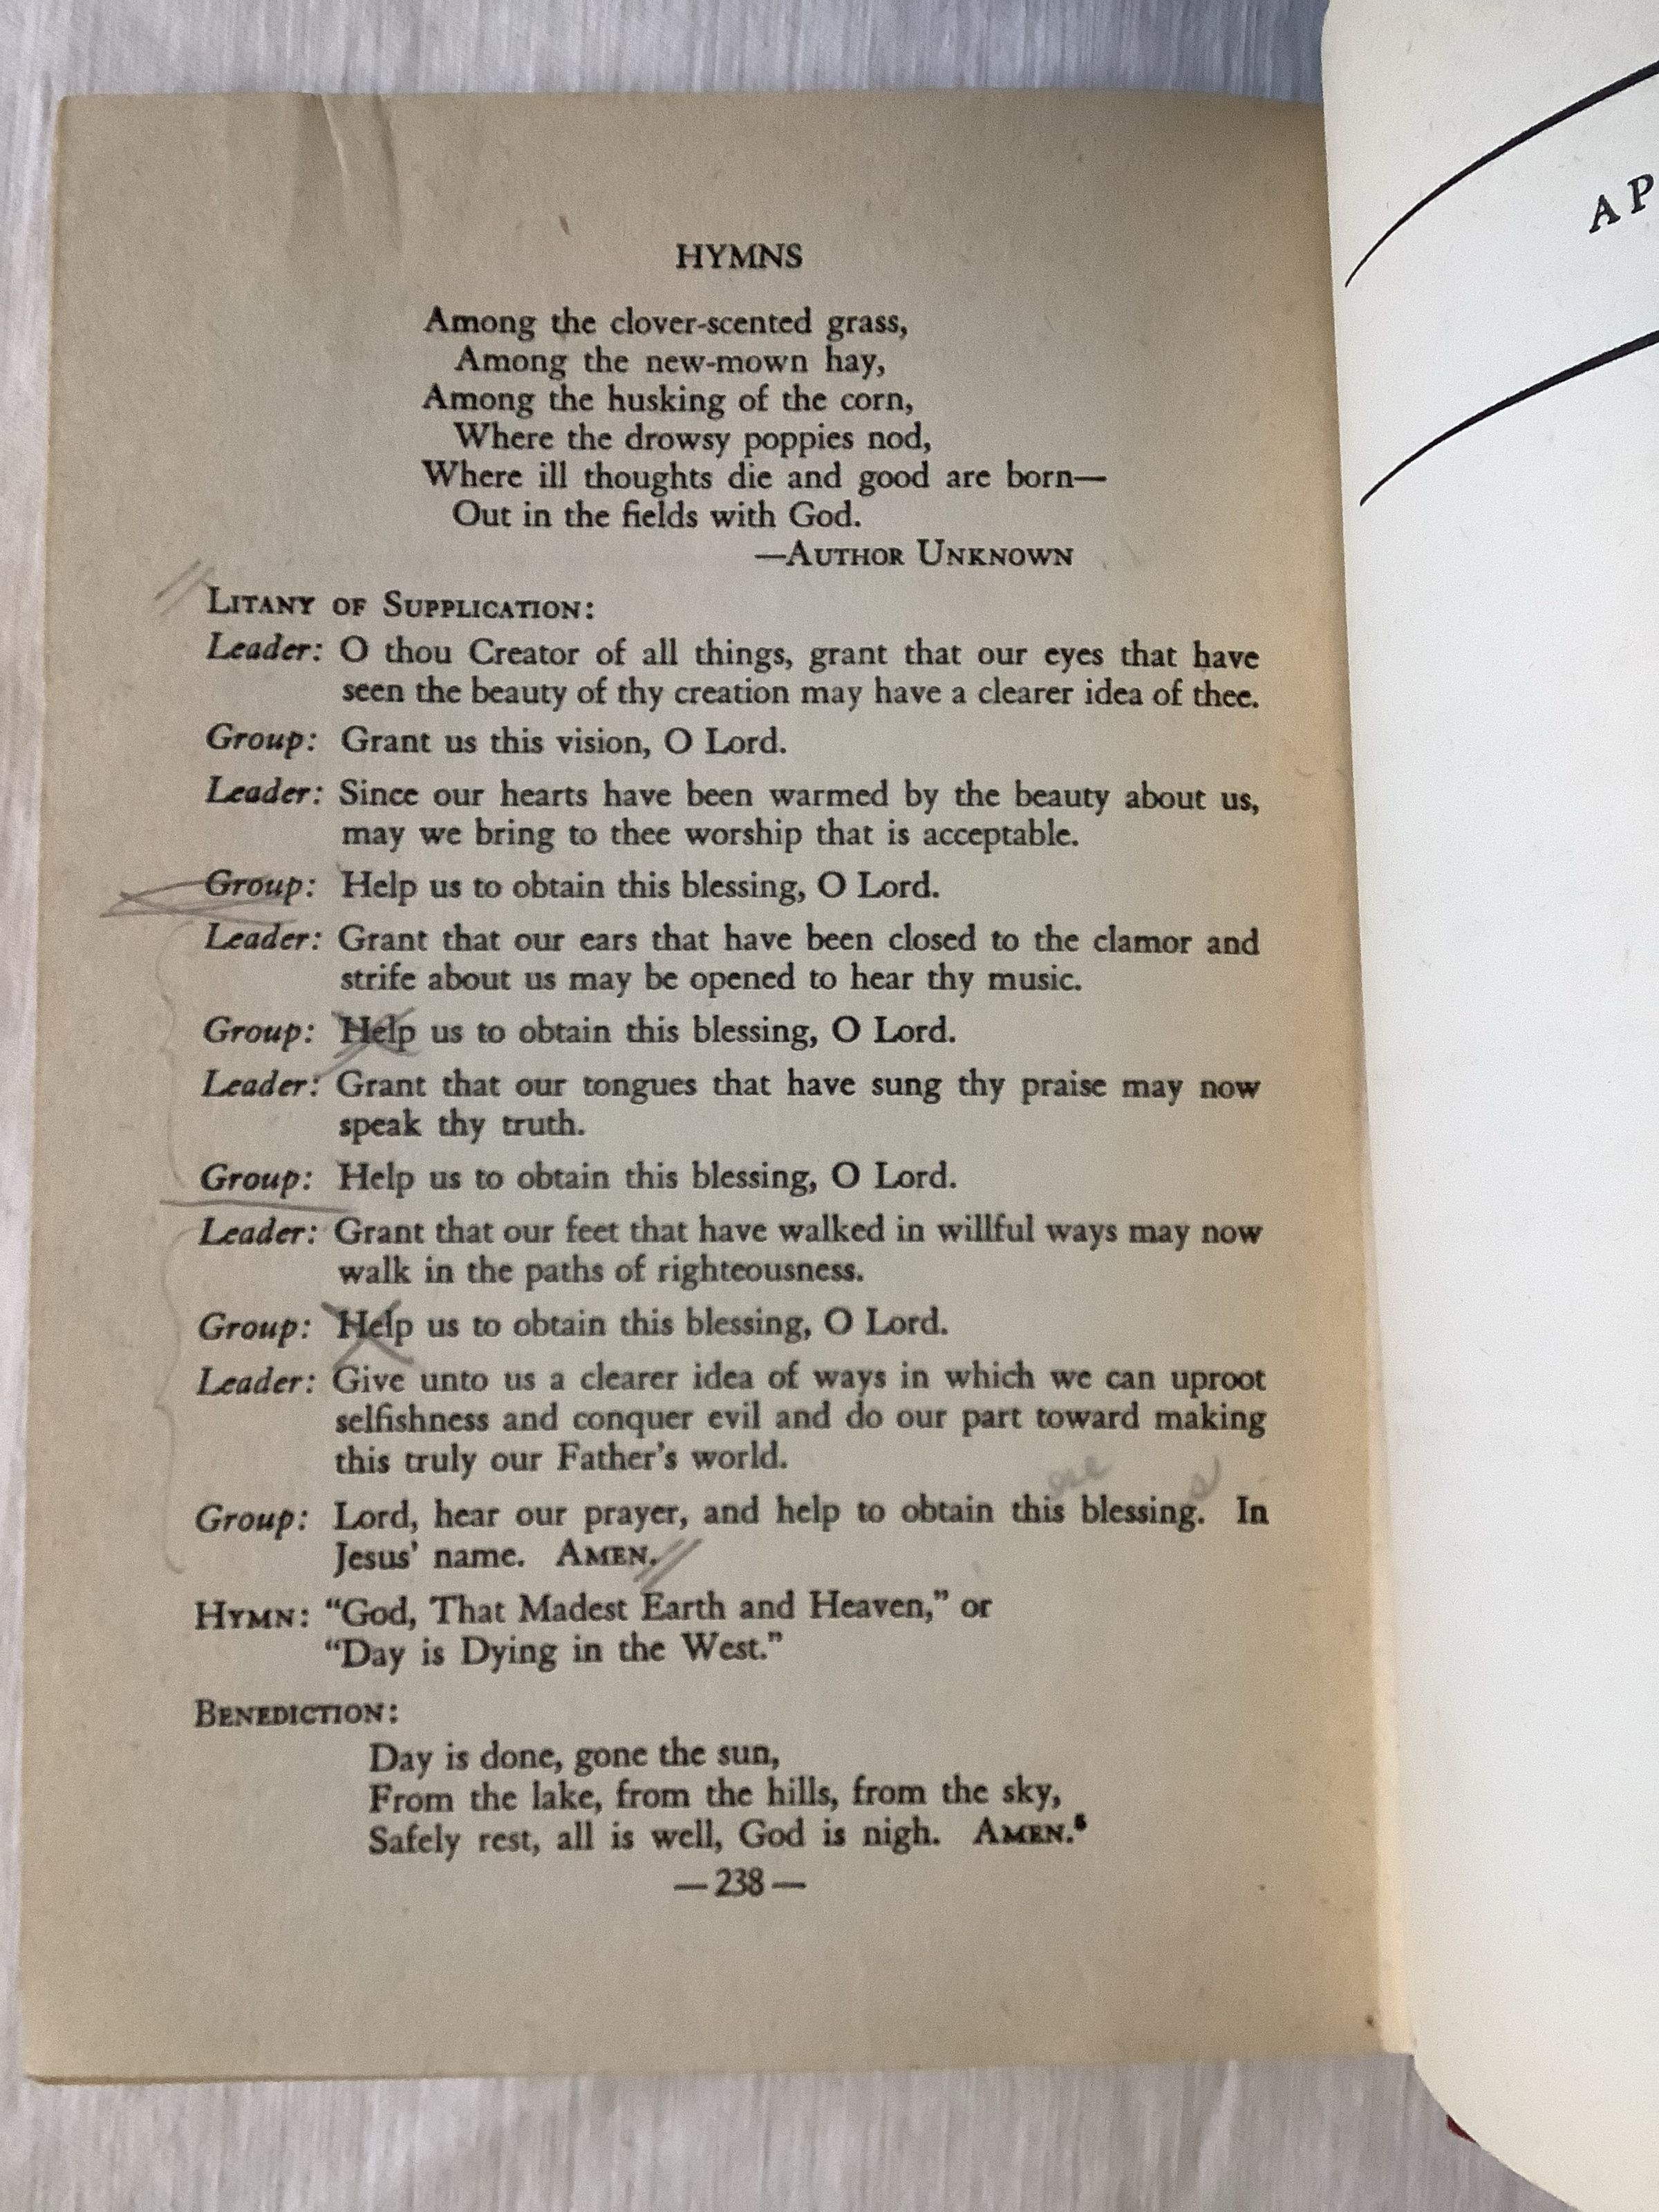 HYMNS
Among the clover-scented grass,
Among the new-mown hay,
Among the husking of the corn,
Where the drowsy poppies nod,
Where ill thoughts die and good are born—
Out in the fields with God.
—AUTHOR UNKNOWN
LITANY OF SUPPLICATION:
Leader: O thou Creator of all things, grant that our eyes that have
seen the beauty of thy creation may have a clearer idea of thee.
Group: Grant us this vision, O Lord.
Leader: Since our hearts have been warmed by the beauty about us,
may we bring to thee worship that is acceptable.
Group: Help us to obtain this blessing, O Lord.
Leader: Grant that our ears that have been closed to the clamor and
strife about us may be opened to hear thy music.
Group: Help us to obtain this blessing, O Lord.
Leader: Grant that our tongues that have sung thy praise may now
speak thy truth.
Group: Help us to obtain this blessing, O Lord.
Leader: Grant that our feet that have walked in willful ways may now
walk in the paths of righteousness.
Group: Help us to obtain this blessing, O Lord.
Leader: Give unto us a clearer idea of ways in which we can uproot
selfishness and conquer evil and do our part toward making
this truly our Father's world.
Group: Lord, hear our prayer, and help to obtain this blessing. In
Jesus' name. AMEN.
HYMN: "God, That Madest Earth and Heaven," or
"Day is Dying in the West."
BENEDICTION:
Day is done, gone the sun,
From the lake, from the hills, from the sky,
Safely rest, all is well, God is nigh. AMEN.⁵
—238—
AP